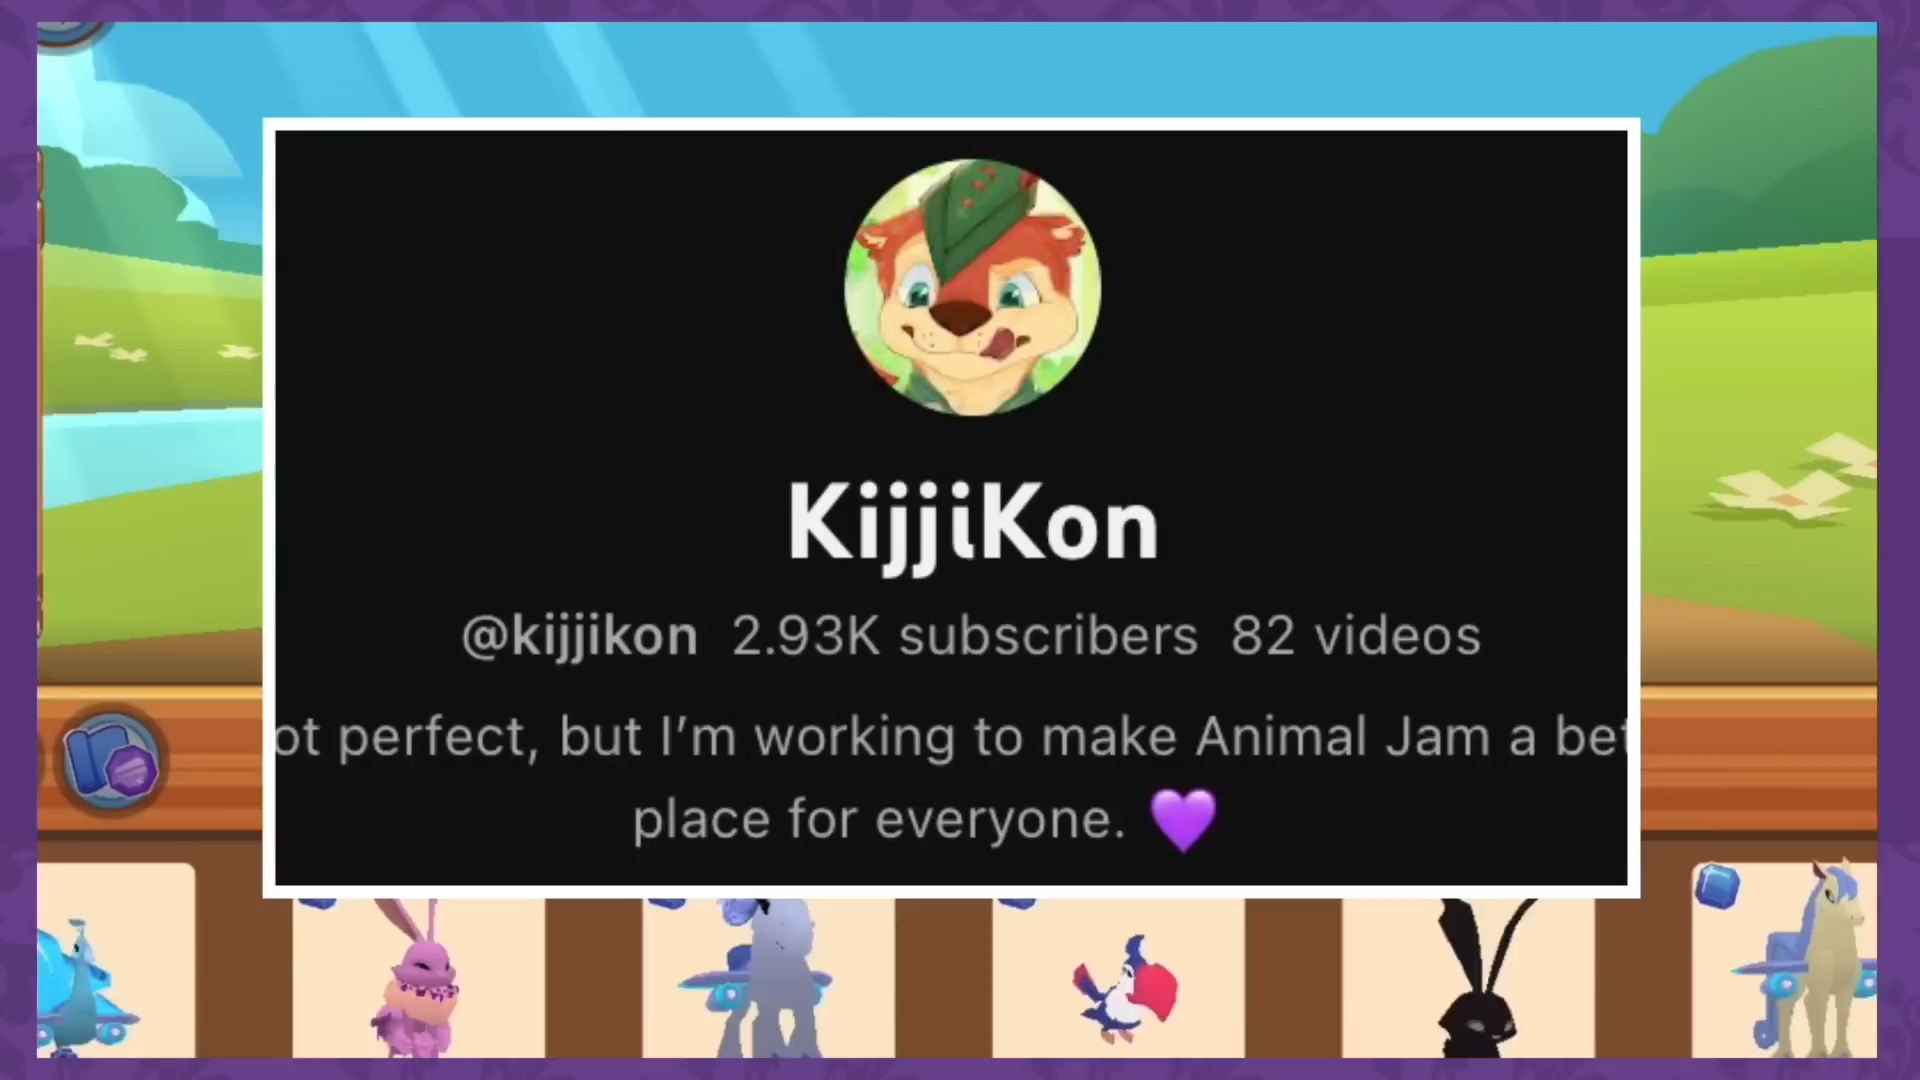 KijjiKon
@kijjikon 2.93K subscribers 82 videos
ot perfect, but I’m working to make Animal Jam a bet
place for everyone. 💜